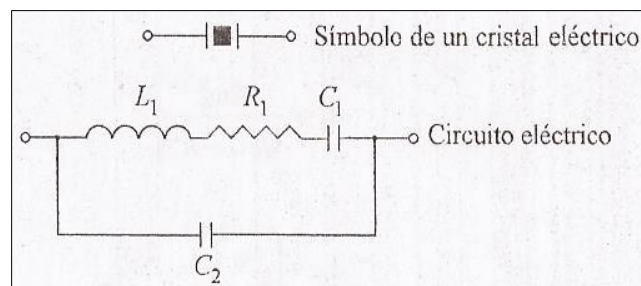 Símbolo de un cristal eléctrico
L₁ R₁ C₁
Circuito eléctrico
C₂